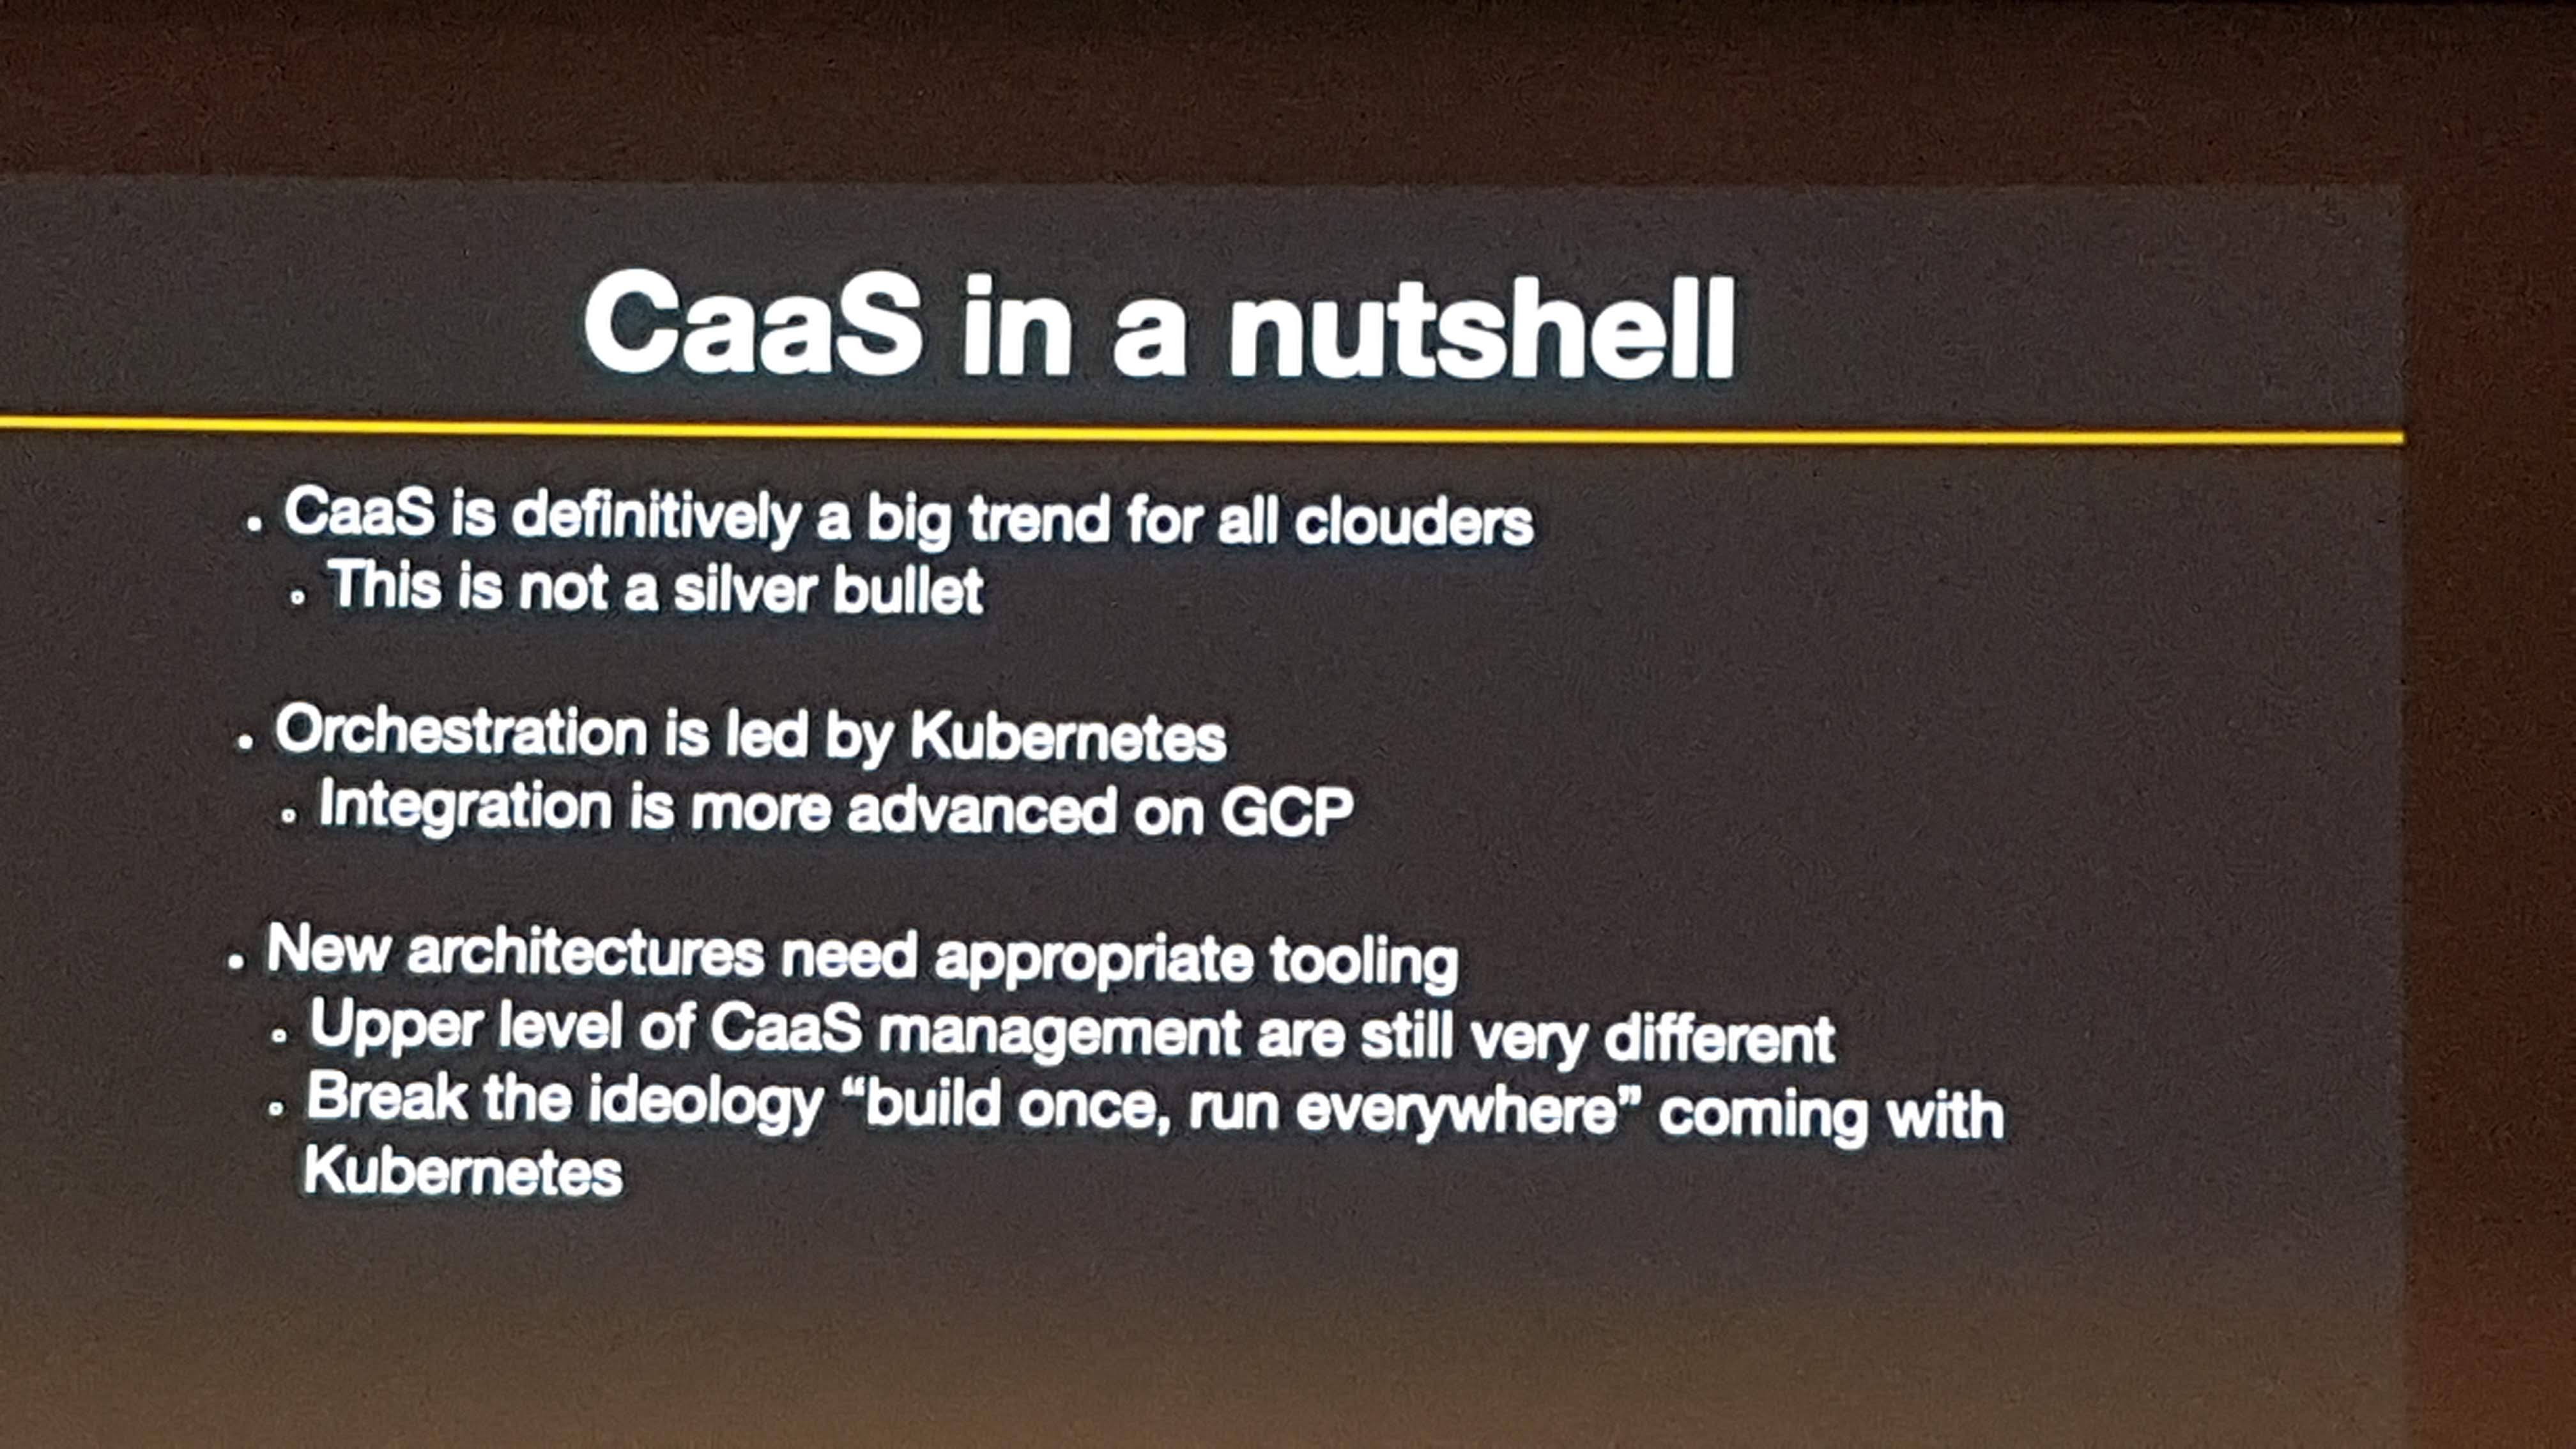 CaaS in a nutshell
. CaaS is definitively a big trend for all clouders
∘ This is not a silver bullet
. Orchestration is led by Kubernetes
∘ Integration is more advanced on GCP
. New architectures need appropriate tooling
∘ Upper level of CaaS management are still very different
∘ Break the ideology “build once, run everywhere” coming with
Kubernetes